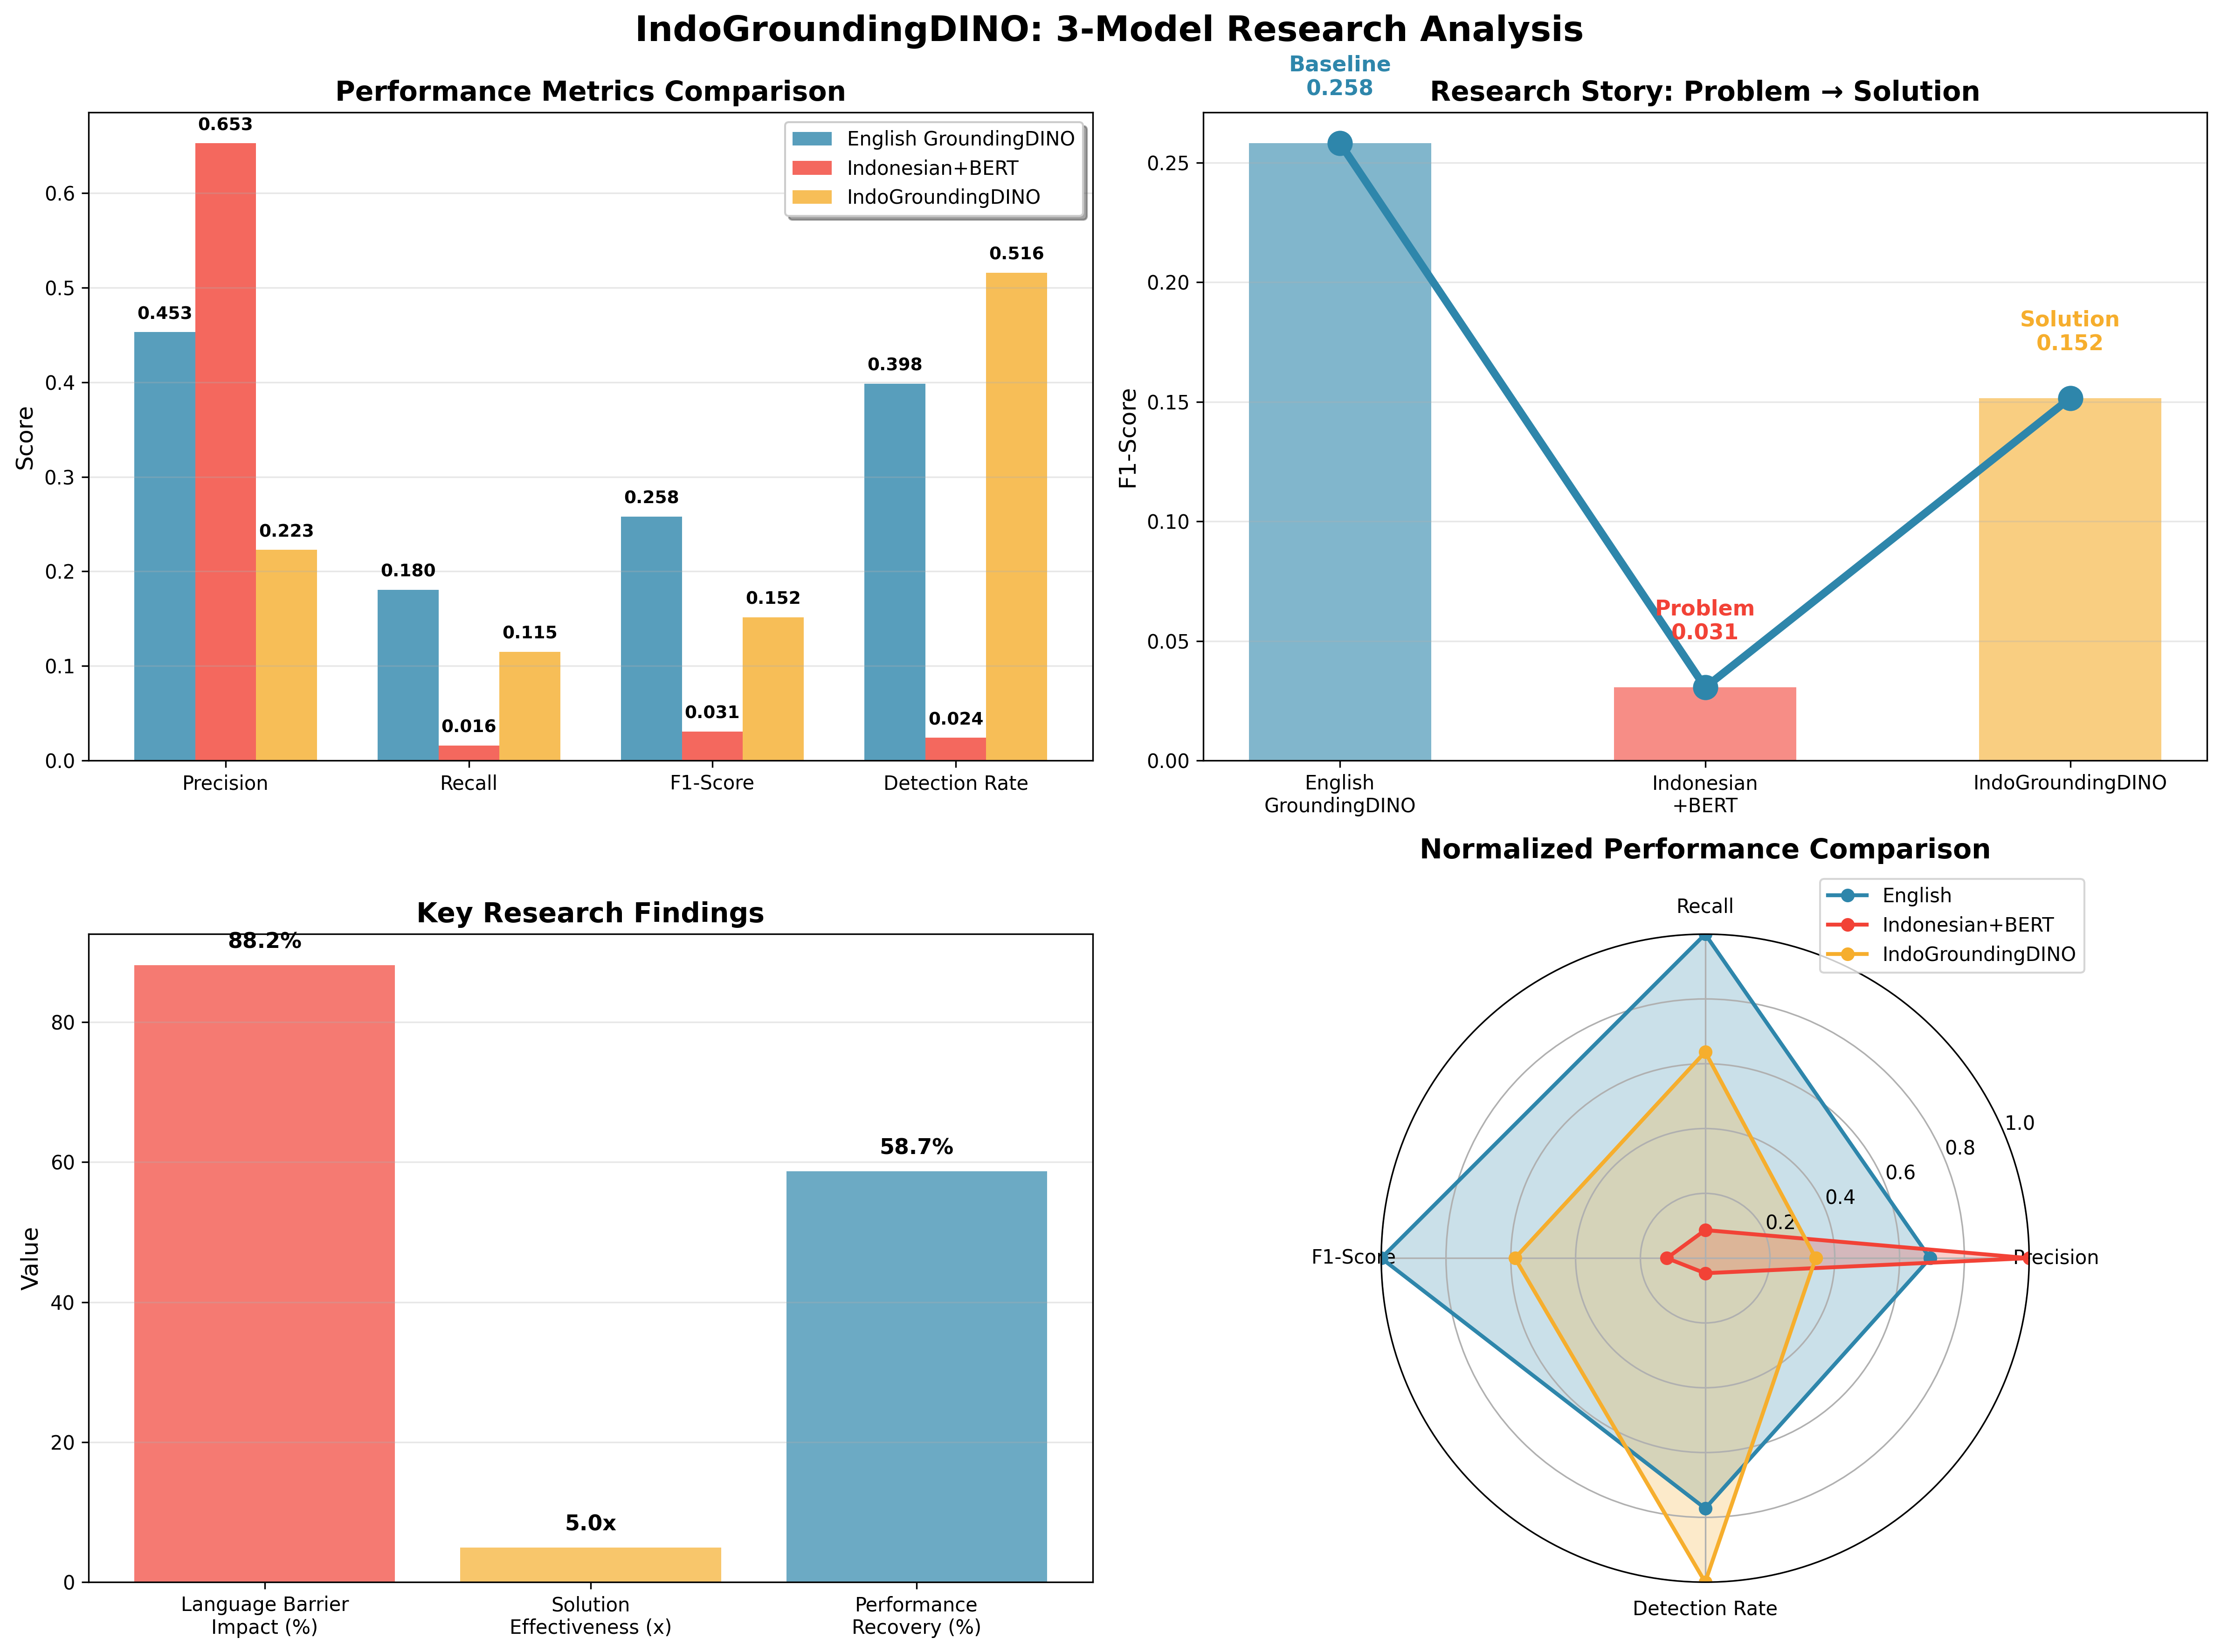 IndoGroundingDINO: 3-Model Research Analysis
Performance Metrics Comparison
Score
0.6
0.5
0.4
0.3
0.2
0.1
0.0
0.453
0.653
0.223
0.180
0.016
0.115
0.258
0.031
0.152
0.398
0.024
0.516
English GroundingDINO
Indonesian+BERT
IndoGroundingDINO
Precision
Recall
F1-Score
Detection Rate
Baseline
0.258
Research Story: Problem → Solution
F1-Score
0.25
0.20
0.15
0.10
0.05
0.00
Problem
0.031
Solution
0.152
English
GroundingDINO
Indonesian
+BERT
IndoGroundingDINO
Key Research Findings
Value
80
60
40
20
0
88.2%
5.0x
58.7%
Language Barrier
Impact (%)
Solution
Effectiveness (x)
Performance
Recovery (%)
Normalized Performance Comparison
English
Indonesian+BERT
IndoGroundingDINO
Recall
1.0
0.8
0.6
0.4
0.2
F1-Score
Precision
Detection Rate